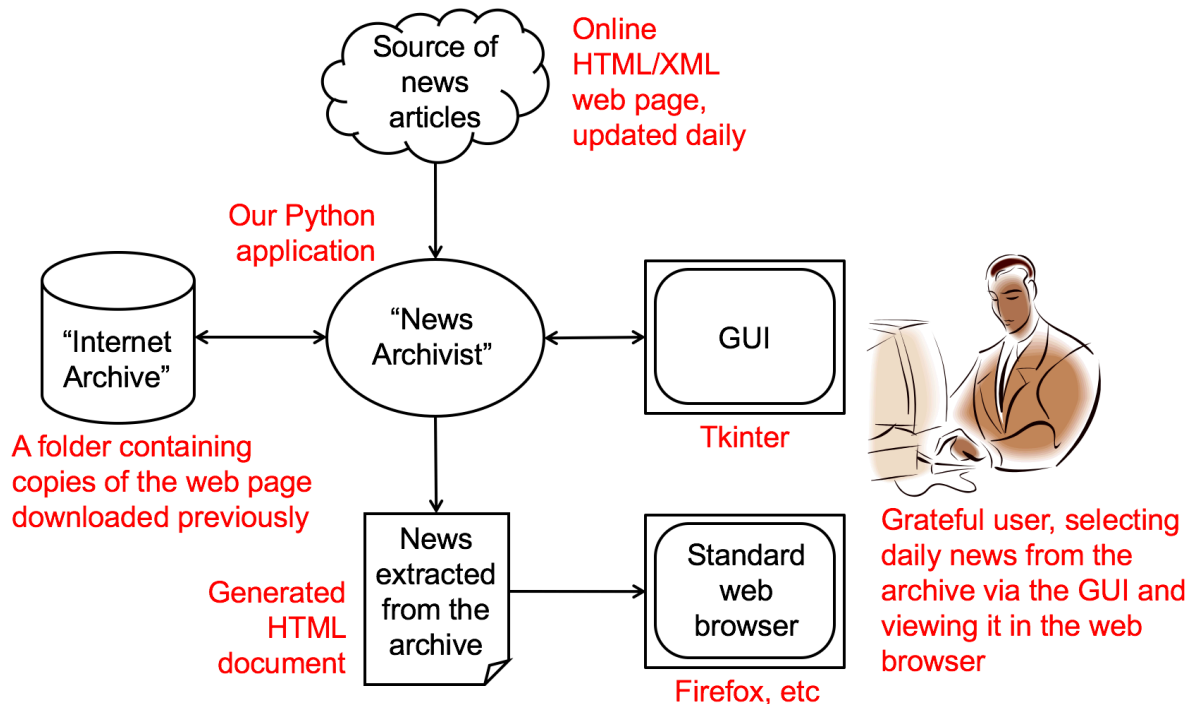 Source of
news
articles
Online
HTML/XML
web page,
updated daily
Our Python
application
“Internet
Archive”
“News
Archivist”
GUI
A folder containing
copies of the web page
downloaded previously
Tkinter
News
extracted
from the
archive
Generated
HTML
document
Standard
web
browser
Firefox, etc
Grateful user, selecting
daily news from the
archive via the GUI and
viewing it in the web
browser